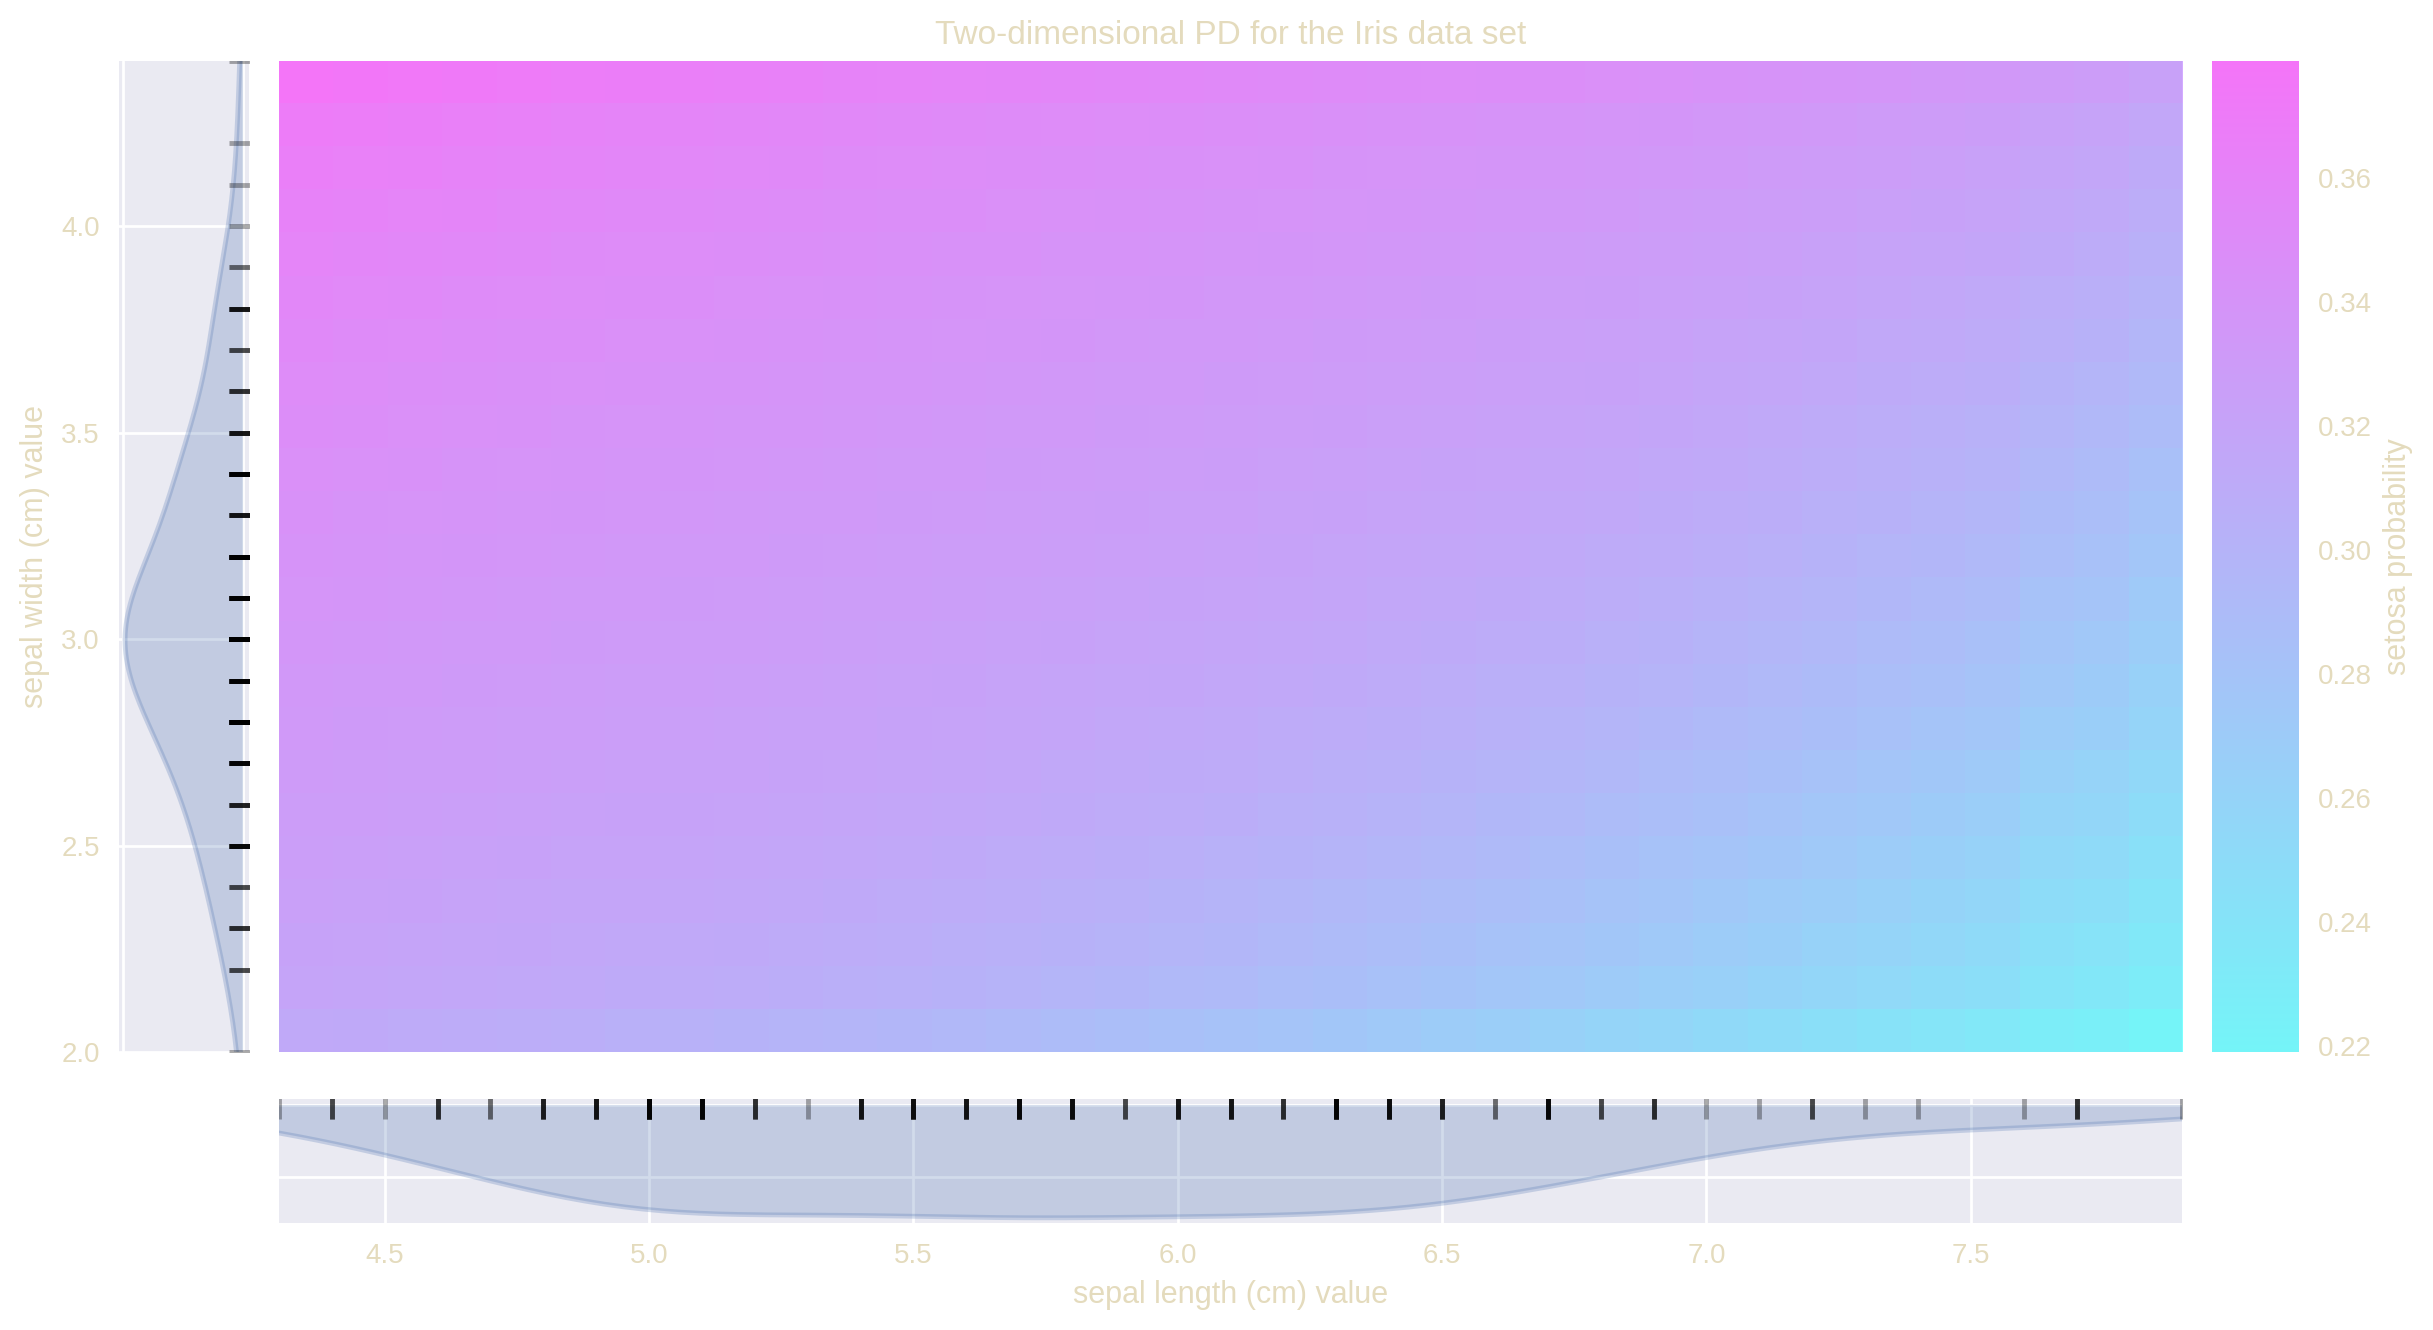 Two-dimensional PD for the Iris data set
sepal width (cm) value
4.0
3.5
3.0
2.5
2.0
0.36
0.34
0.32
0.30
0.28
0.26
0.24
0.22
setosa probability
4.5 5.0 5.5 6.0 6.5 7.0 7.5
sepal length (cm) value